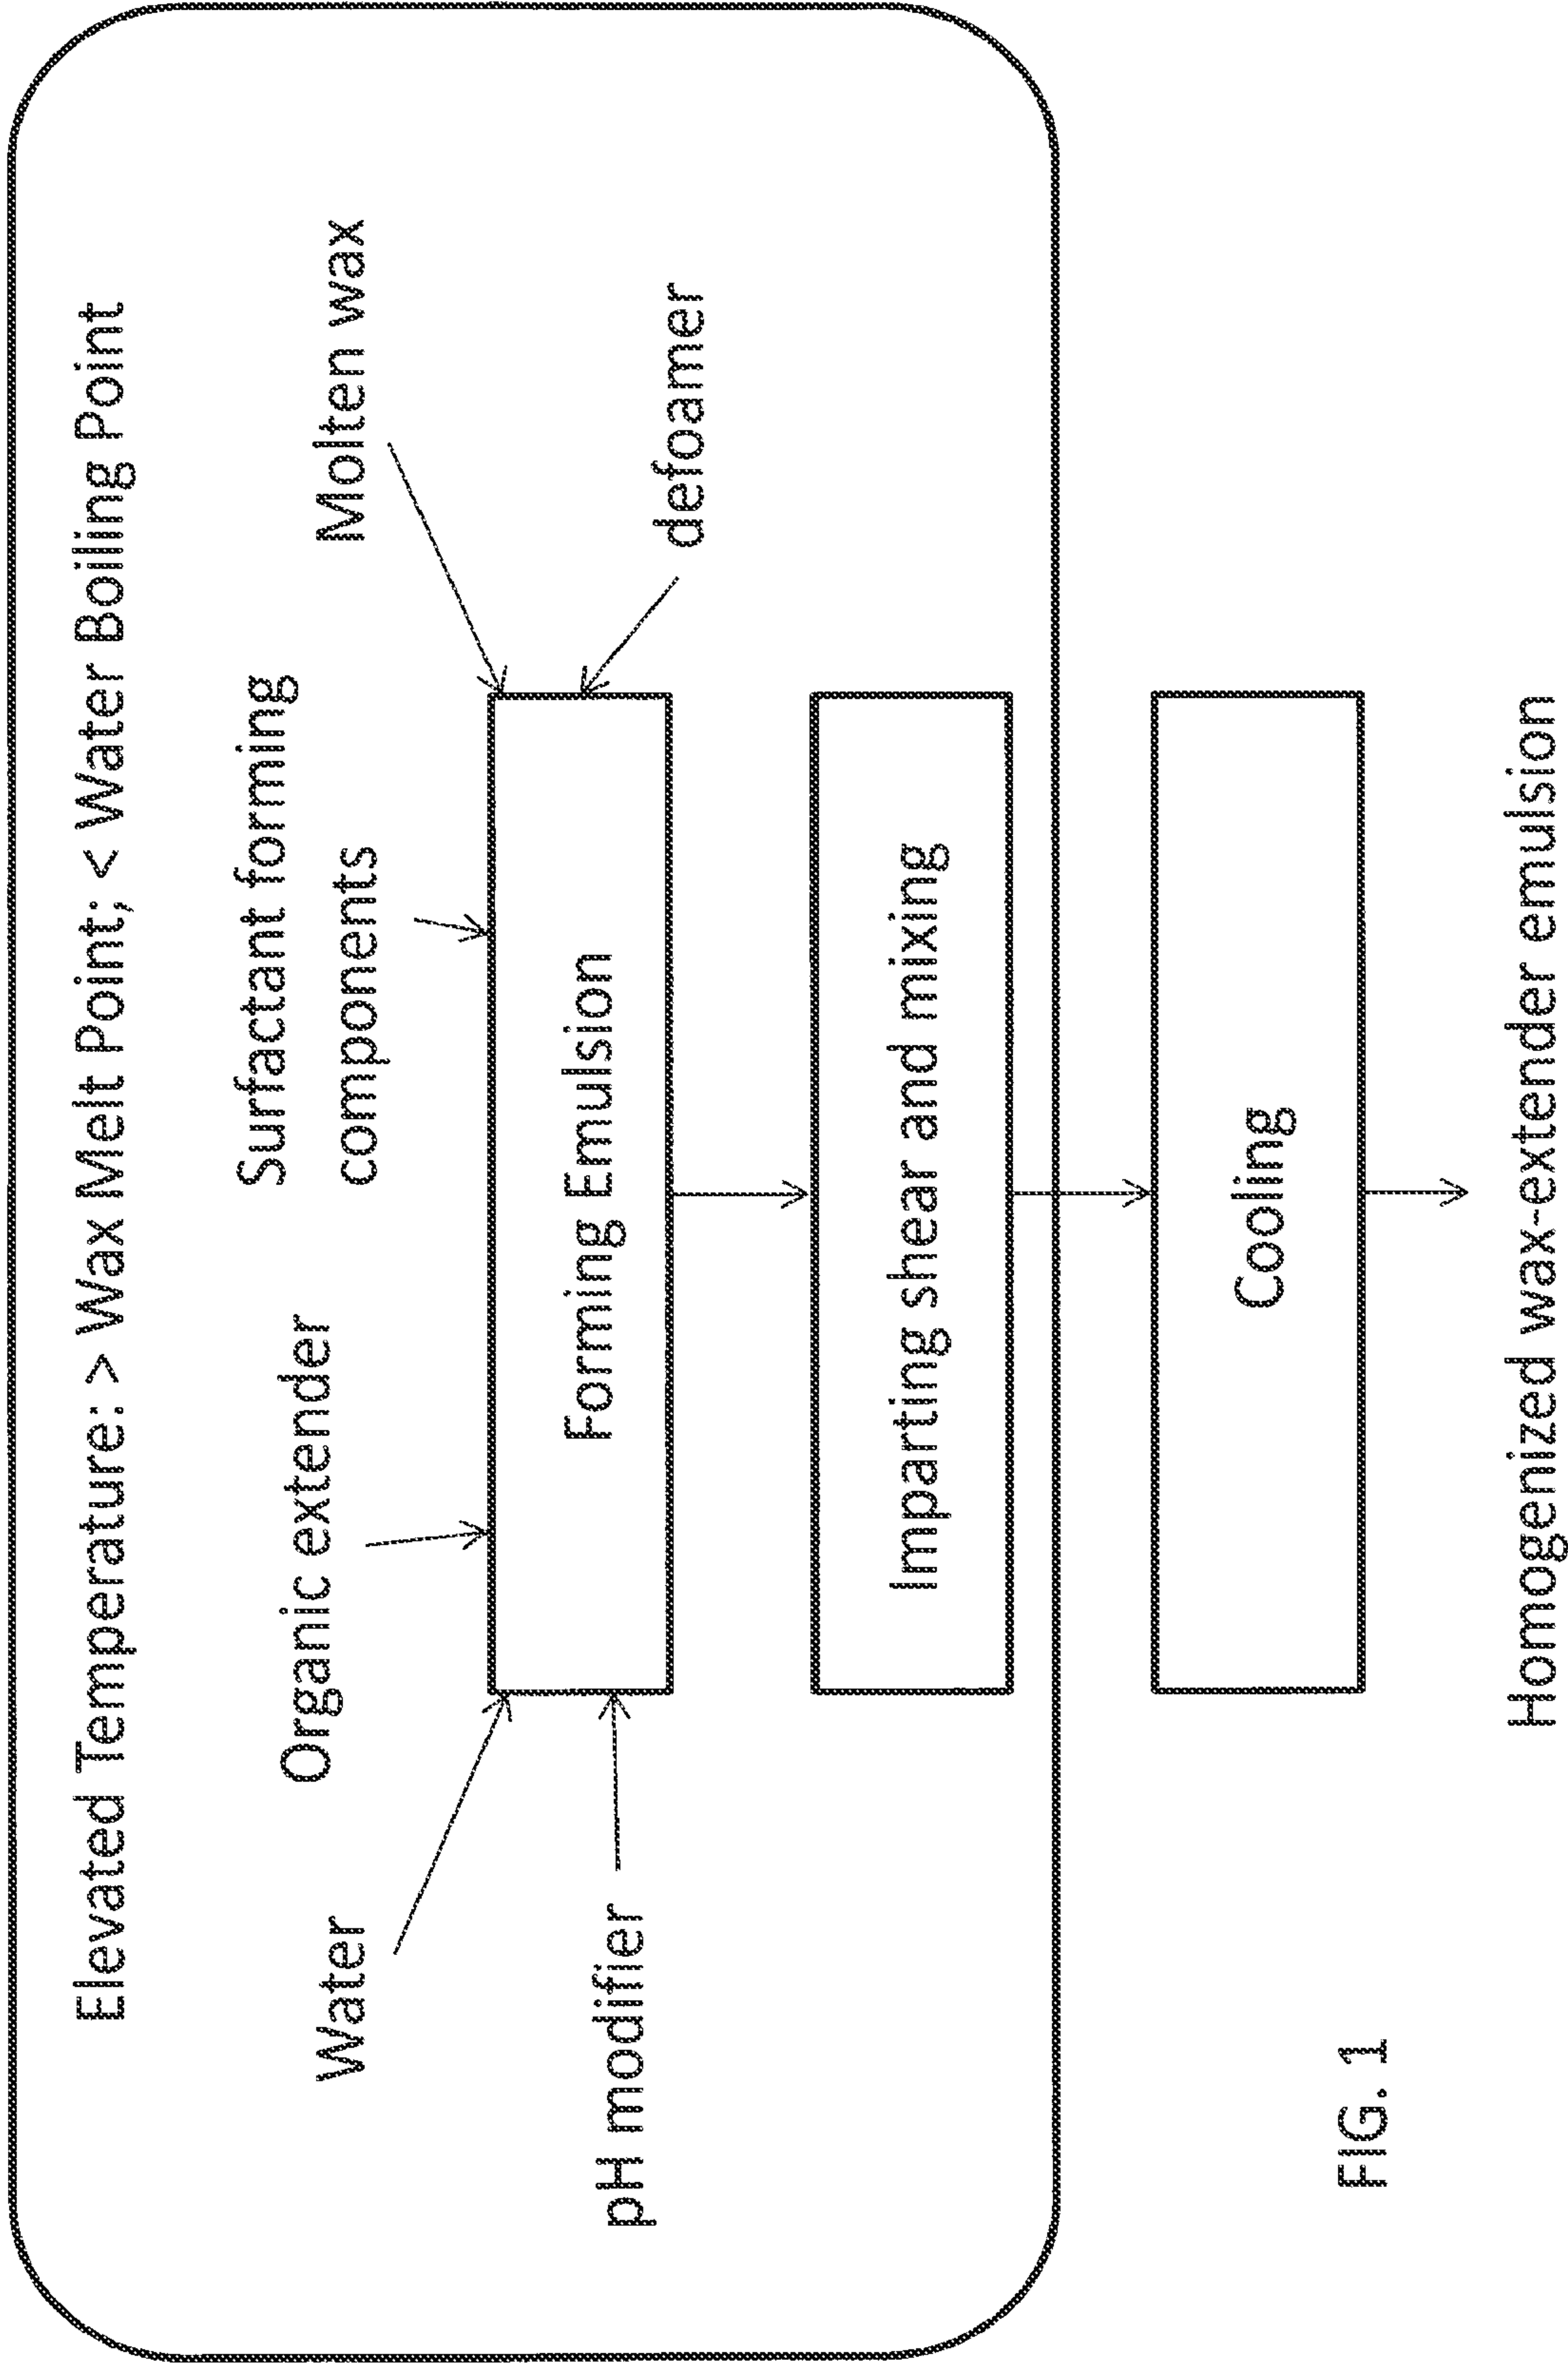 Elevated Temperature: > Wax Melt Point; < Water Boiling Point
Surfactant forming
components
Organic extender
Water
Molten wax
pH modifier
defoamer
Forming Emulsion
Imparting shear and mixing
Cooling
Homogenized wax-extender emulsion
FIG. 1